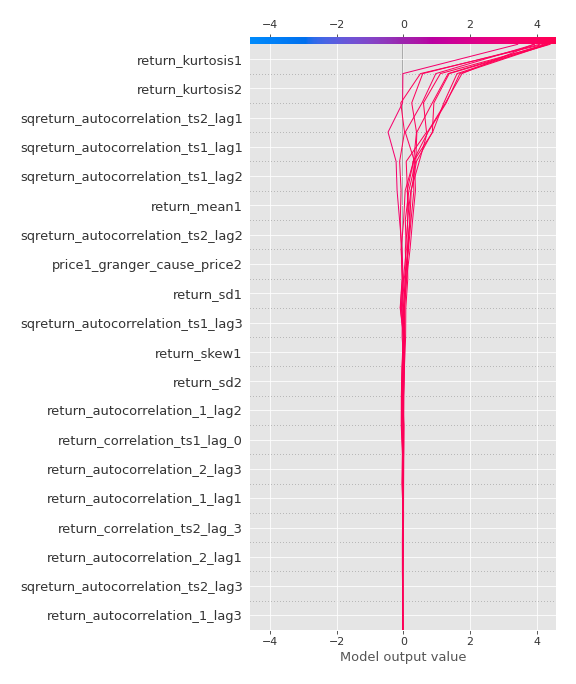 −4 −2 0 2 4
return_kurtosis1
return_kurtosis2
sqreturn_autocorrelation_ts2_lag1
sqreturn_autocorrelation_ts1_lag1
sqreturn_autocorrelation_ts1_lag2
return_mean1
sqreturn_autocorrelation_ts2_lag2
price1_granger_cause_price2
return_sd1
sqreturn_autocorrelation_ts1_lag3
return_skew1
return_sd2
return_autocorrelation_1_lag2
return_correlation_ts1_lag_0
return_autocorrelation_2_lag3
return_autocorrelation_1_lag1
return_correlation_ts2_lag_3
return_autocorrelation_2_lag1
sqreturn_autocorrelation_ts2_lag3
return_autocorrelation_1_lag3
−4 −2 0 2 4
Model output value